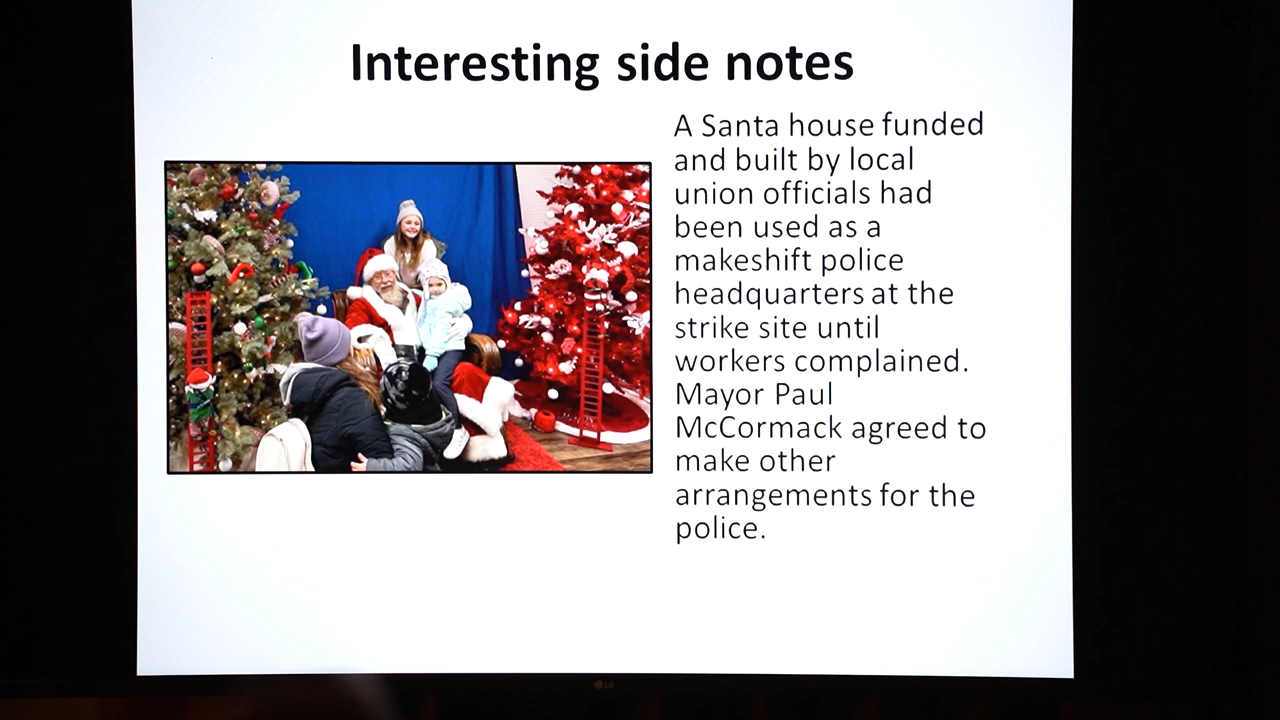 Interesting side notes
A Santa house funded
and built by local
union officials had
been used as a
makeshift police
headquarters at the
strike site until
workers complained.
Mayor Paul
McCormack agreed to
make other
arrangements for the
police.
LG